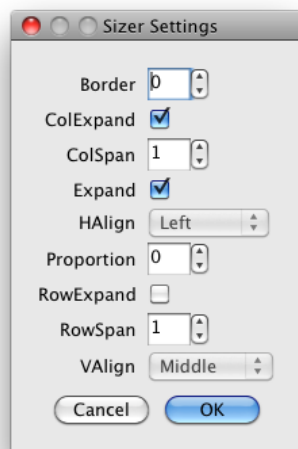 Sizer Settings
Border 0
ColExpand
ColSpan 1
Expand
HAlign Left
Proportion 0
RowExpand
RowSpan 1
VAlign Middle
Cancel OK